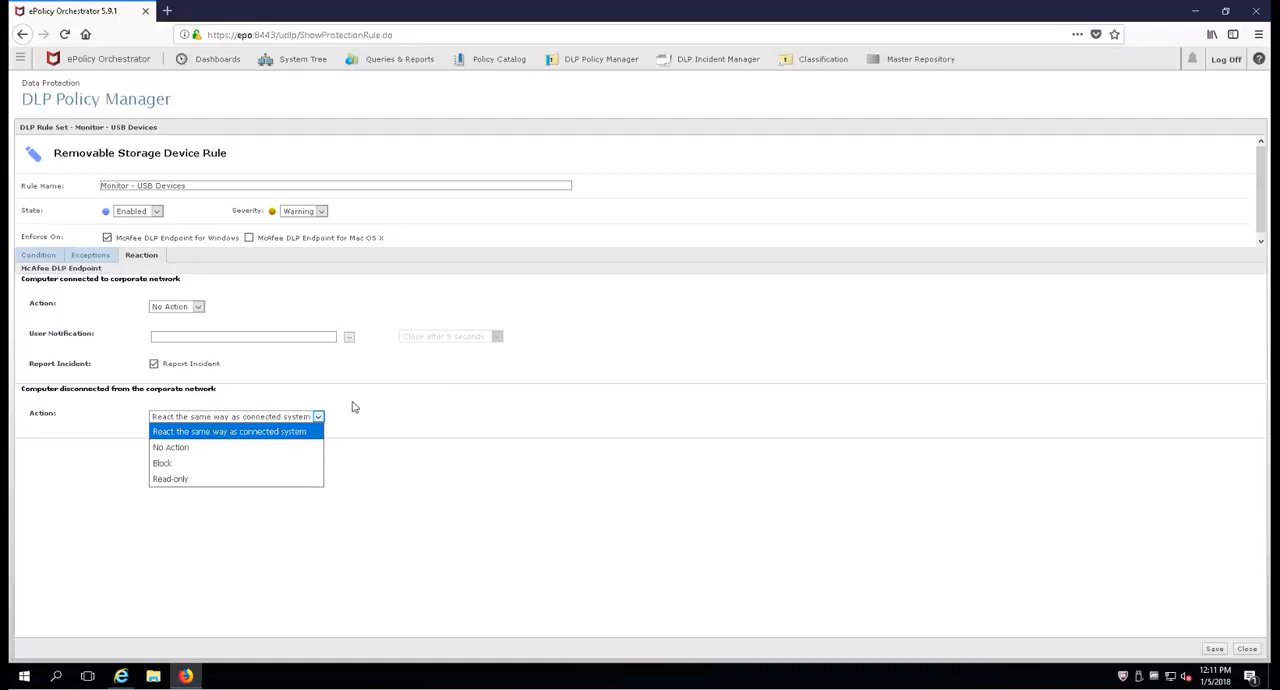 ePolicy Orchestrator 5.9.1
https://epo:8443/udlp/ShowProtectionRule.do
ePolicy Orchestrator Dashboards System Tree Queries & Reports Policy Catalog DLP Policy Manager DLP Incident Manager Classification Master Repository Log Off ?
Data Protection
DLP Policy Manager
DLP Rule Set - Monitor - USB Devices
Removable Storage Device Rule
Rule Name: Monitor - USB Devices
State: Enabled Severity: Warning
Enforce On: McAfee DLP Endpoint for Windows McAfee DLP Endpoint for Mac OS X
Condition Exceptions Reaction
McAfee DLP Endpoint
Computer connected to corporate network
Action: No Action
User Notification: ... Close after 5 seconds
Report Incident: Report Incident
Computer disconnected from the corporate network
Action: React the same way as connected system
React the same way as connected system
No Action
Block
Read-only
Save Close
12:11 PM
1/5/2018